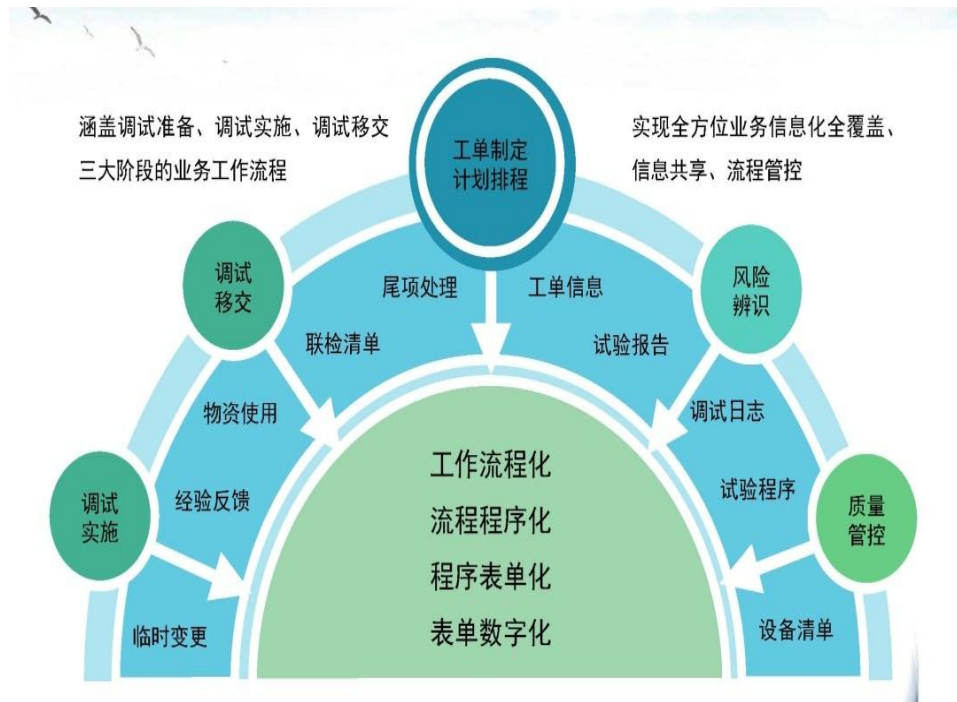 涵盖调试准备、调试实施、调试移交
三大阶段的业务工作流程
实现全方位业务信息化全覆盖、
信息共享、流程管控
工单制定
计划排程
调试
移交
风险
辨识
调试
实施
质量
管控
尾项处理
工单信息
联检清单
试验报告
物资使用
调试日志
经验反馈
试验程序
临时变更
设备清单
工作流程化
流程程序化
程序表单化
表单数字化